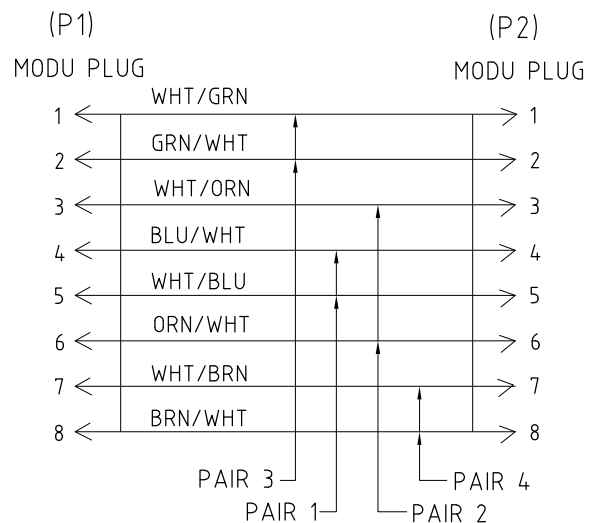 (P1)
(P2)
MODU PLUG
MODU PLUG
1 WHT/GRN 1
2 GRN/WHT 2
3 WHT/ORN 3
4 BLU/WHT 4
5 WHT/BLU 5
6 ORN/WHT 6
7 WHT/BRN 7
8 BRN/WHT 8
PAIR 3
PAIR 4
PAIR 1
PAIR 2